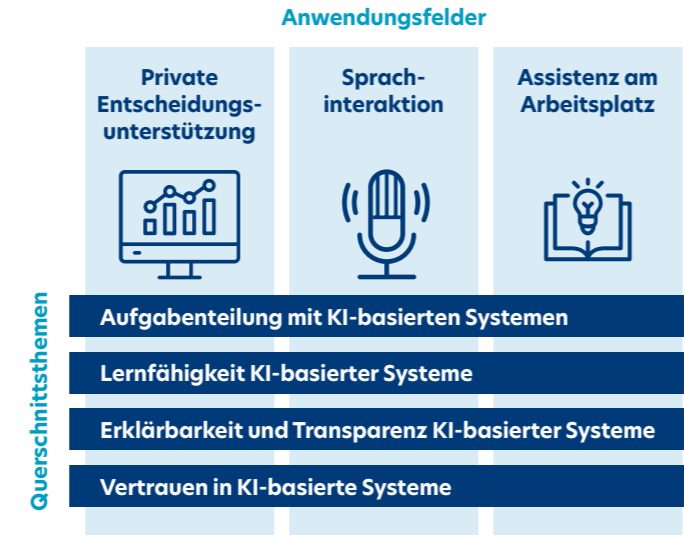 Anwendungsfelder
Private
Entscheidungs-
unterstützung
Sprach-
interaktion
Assistenz am
Arbeitsplatz
Querschnittsthemen
Aufgabenteilung mit KI-basierten Systemen
Lernfähigkeit KI-basierter Systeme
Erklärbarkeit und Transparenz KI-basierter Systeme
Vertrauen in KI-basierte Systeme